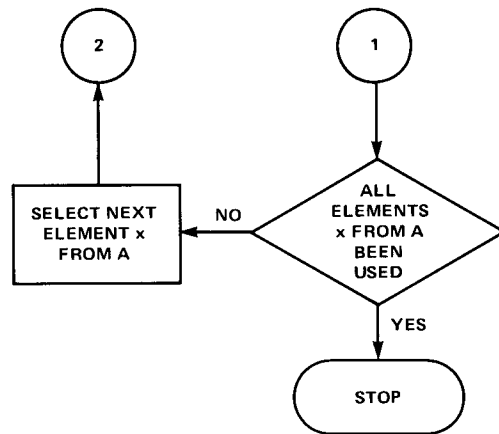 2
1
SELECT NEXT
ELEMENT x
FROM A
NO
ALL
ELEMENTS
x FROM A
BEEN
USED
YES
STOP